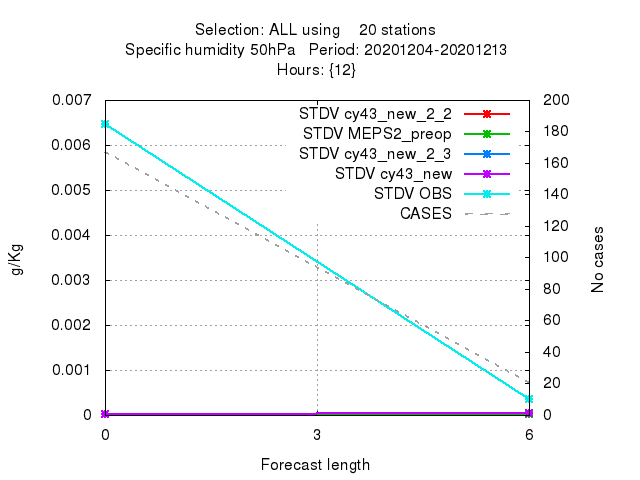 Selection: ALL using 20 stations
Specific humidity 50hPa Period: 20201204-20201213
Hours: {12}
0.007
0.006
0.005
0.004
0.003
0.002
0.001
0
g/Kg
STDV cy43_new_2_2
STDV MEPS2_preop
STDV cy43_new_2_3
STDV cy43_new
STDV OBS
CASES
200
180
160
140
120
100
80
60
40
20
0
No cases
0 3 6
Forecast length